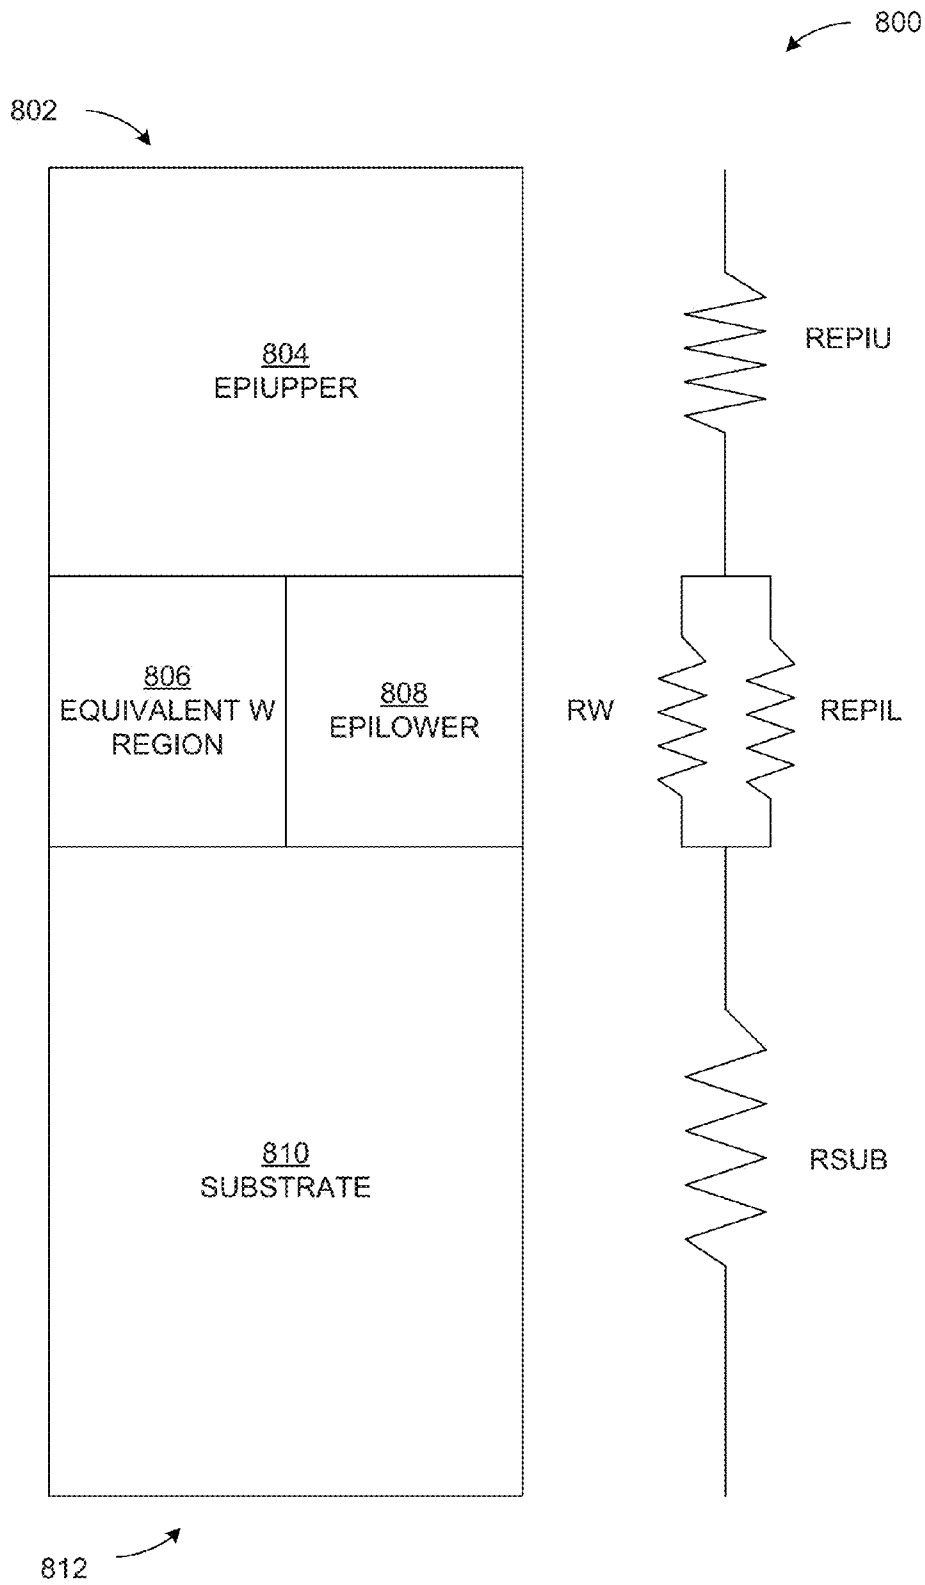 800
802
804
EPIUPPER
REPIU
806
EQUIVALENT W
REGION
808
EPILOWER
RW
REPIL
810
SUBSTRATE
RSUB
812